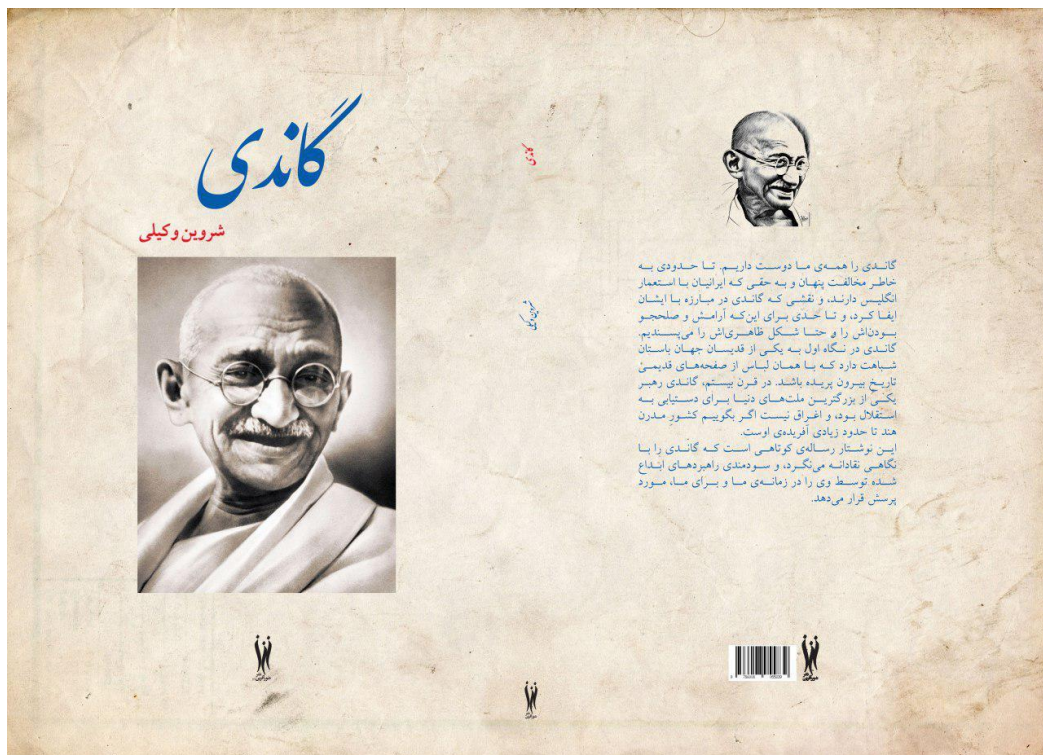 گاندی
شروین وکیلی
گاندی
شروین وکیلی
گاندی را همه‌ی ما دوست داریم. تا حدودی به
خاطر مخالفت پنهان و به حقی که ایرانیان با استعمار
انگلیس دارند، و نقشی که گاندی در مبارزه با ایشان
ایفا کرد، و تا حدی برای این‌که آرامش و صلحجو
بودن‌اش را و حتا شکل ظاهری‌اش را می‌پسندیم.
گاندی در نگاه اول به یکی از قدیسان جهان باستان
شباهت دارد که با همان لباس از صفحه‌های قدیمی
تاریخ بیرون پریده باشد. در قرن بیستم، گاندی رهبر
یکی از بزرگترین ملت‌های دنیا برای دستیابی به
استقلال بود، و اغراق نیست اگر بگوییم کشور مدرن
هند تا حدود زیادی آفریده‌ی اوست.
این نوشتار رساله‌ی کوتاهی است که گاندی را با
نگاهی نقادانه می‌نگرد، و سودمندی راهبردهای ابداع
شده توسط وی را در زمانه‌ی ما و برای ما، مورد
پرسش قرار می‌دهد.